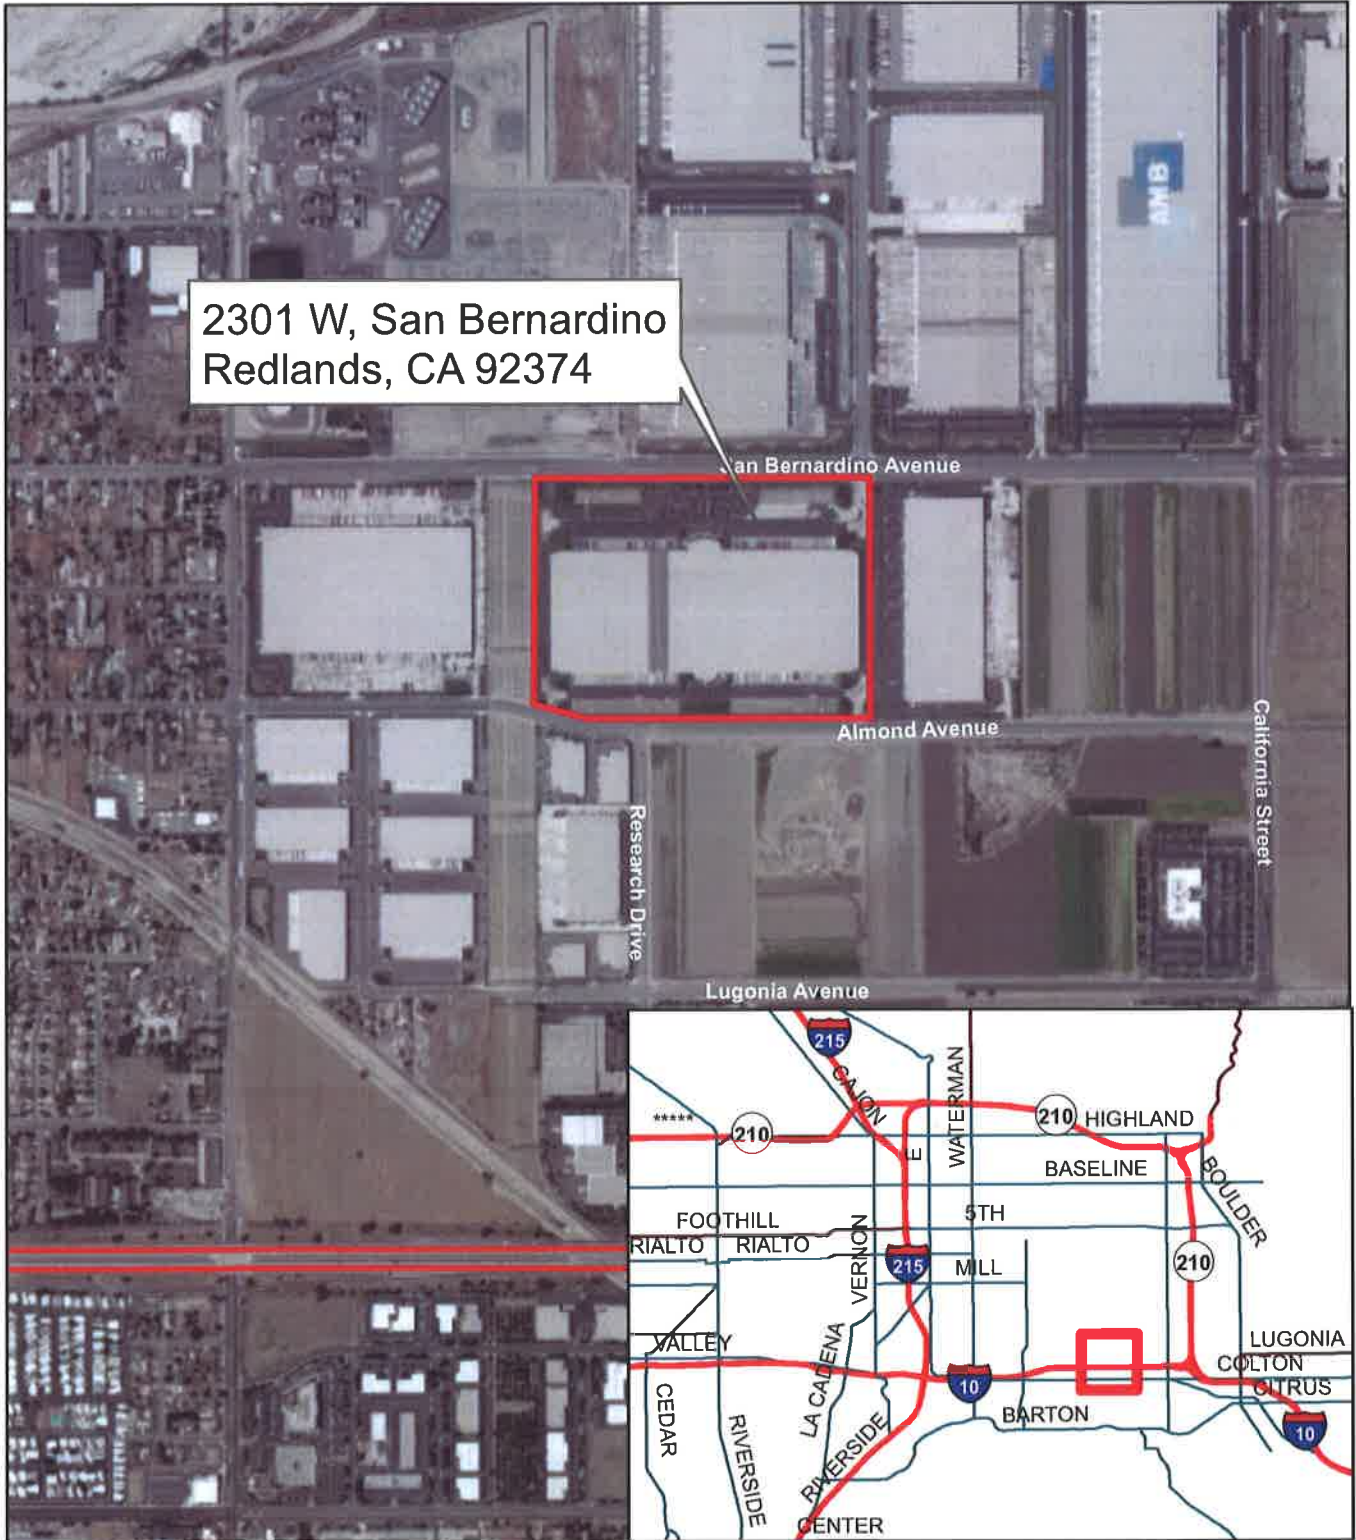 AMB
2301 W, San Bernardino
Redlands, CA 92374
San Bernardino Avenue
Almond Avenue
California Street
Research Drive
Lugonia Avenue
215
CAJON
WATERMAN
*****
210
210
HIGHLAND
E
BASELINE
BOULDER
FOOTHILL
5TH
RIALTO
RIALTO
VERNON
215
MILL
210
VALLEY
LA CADENA
LUGONIA
COLTON
CITRUS
10
CEDAR
RIVERSIDE
RIVERSIDE
BARTON
10
CENTER